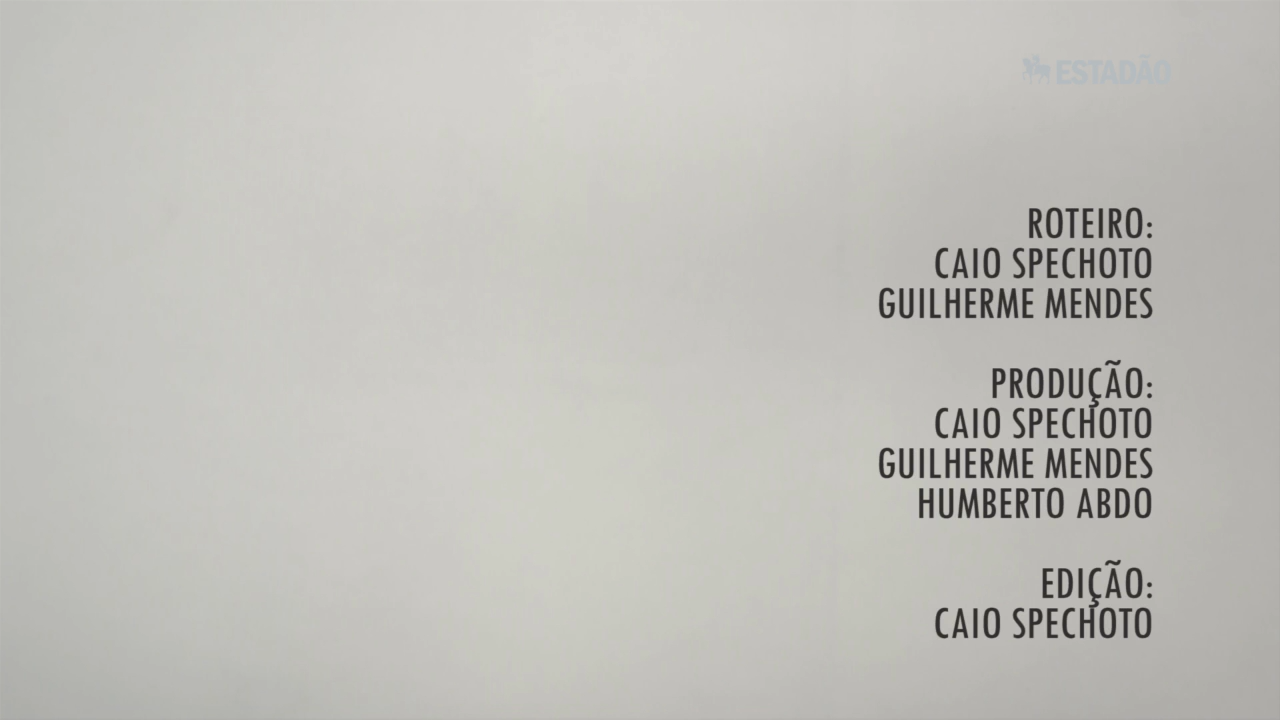 ESTADÃO
ROTEIRO:
CAIO SPECHOTO
GUILHERME MENDES
PRODUÇÃO:
CAIO SPECHOTO
GUILHERME MENDES
HUMBERTO ABDO
EDIÇÃO:
CAIO SPECHOTO